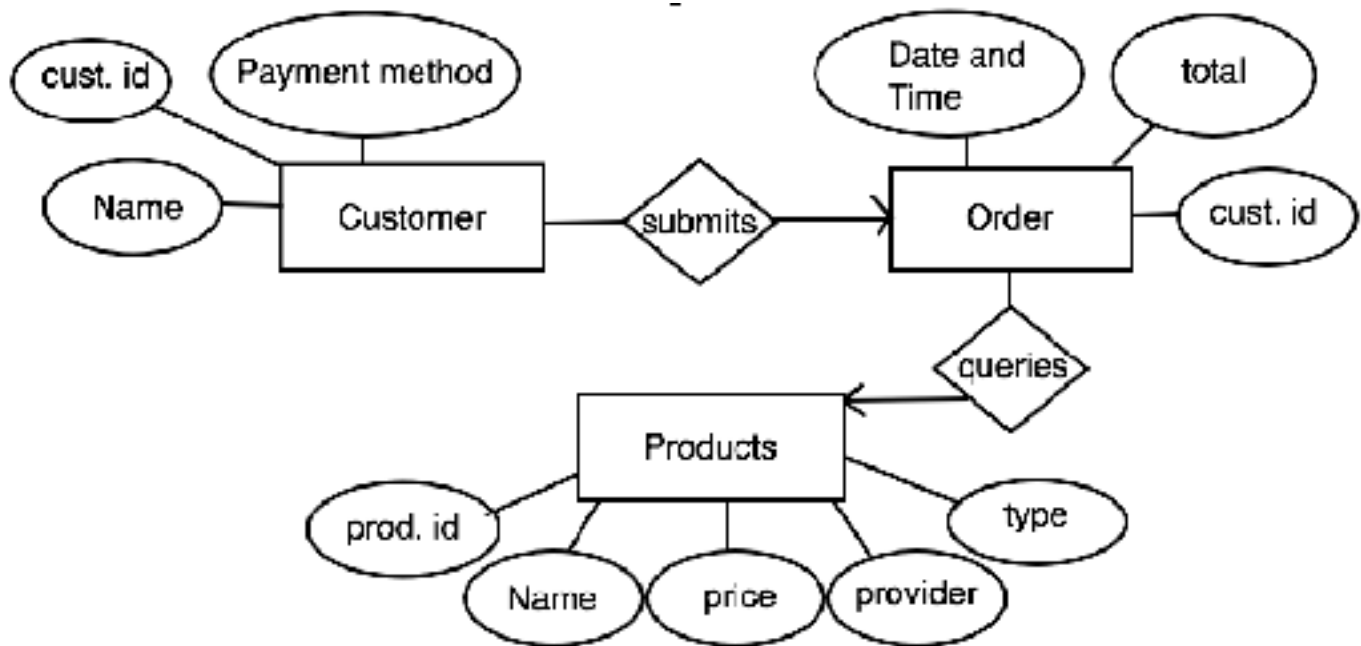 cust. id
Payment method
Name
Customer
submits
Date and
Time
total
Order
cust. id
queries
Products
prod. id
Name
price
provider
type